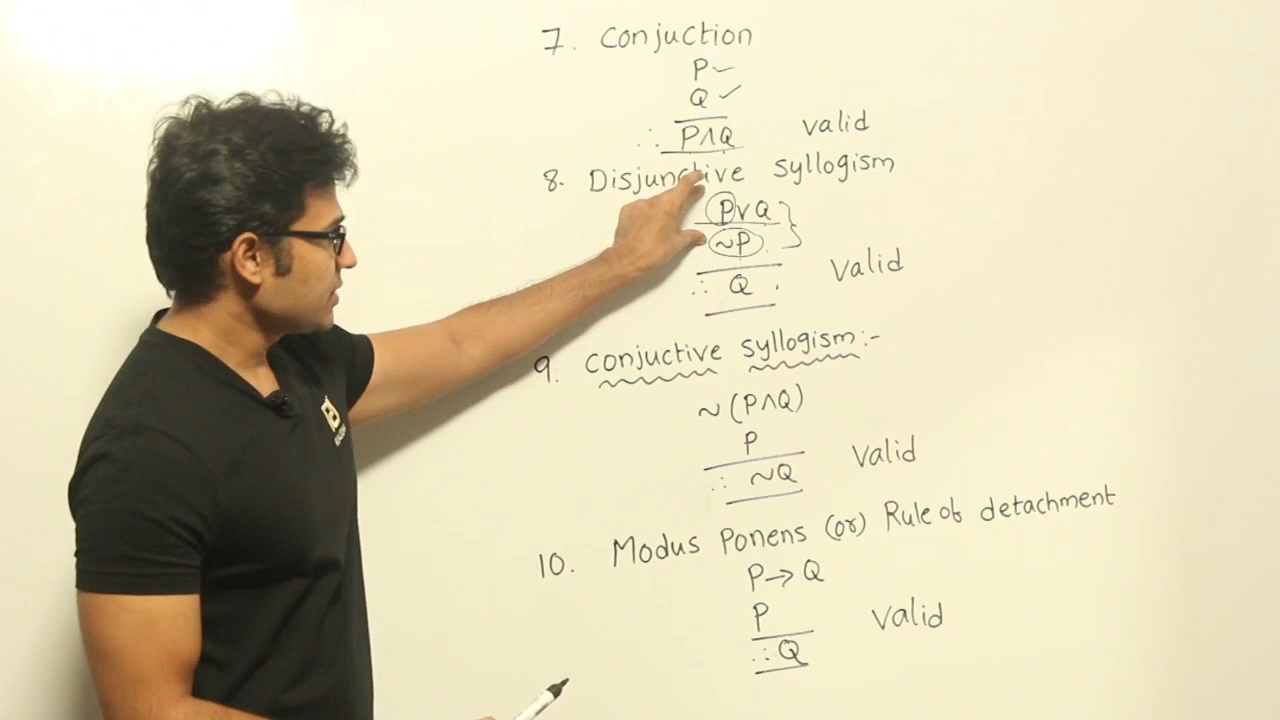 7. Conjuction
P
Q ✓
∴ P∧Q valid
8. Disjunctive syllogism
P∨Q
~P
∴ Q valid
9. conjuctive syllogism:-
~(P∧Q)
P
∴ ~Q valid
10. Modus Ponens (or) Rule of detachment
P→Q
P valid
∴ Q